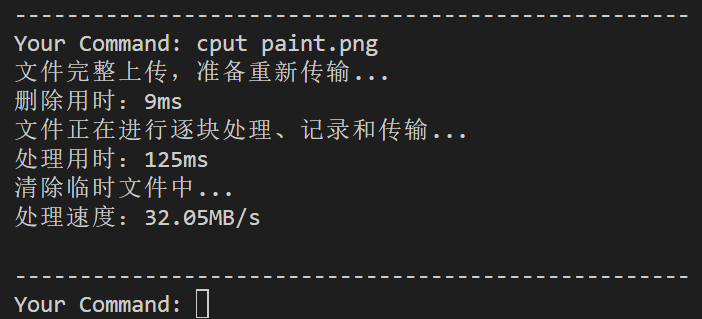 ----------------------------------------------------
Your Command: cput paint.png
文件完整上传，准备重新传输...
删除用时：9ms
文件正在进行逐块处理、记录和传输...
处理用时：125ms
清除临时文件中...
处理速度：32.05MB/s
----------------------------------------------------
Your Command: